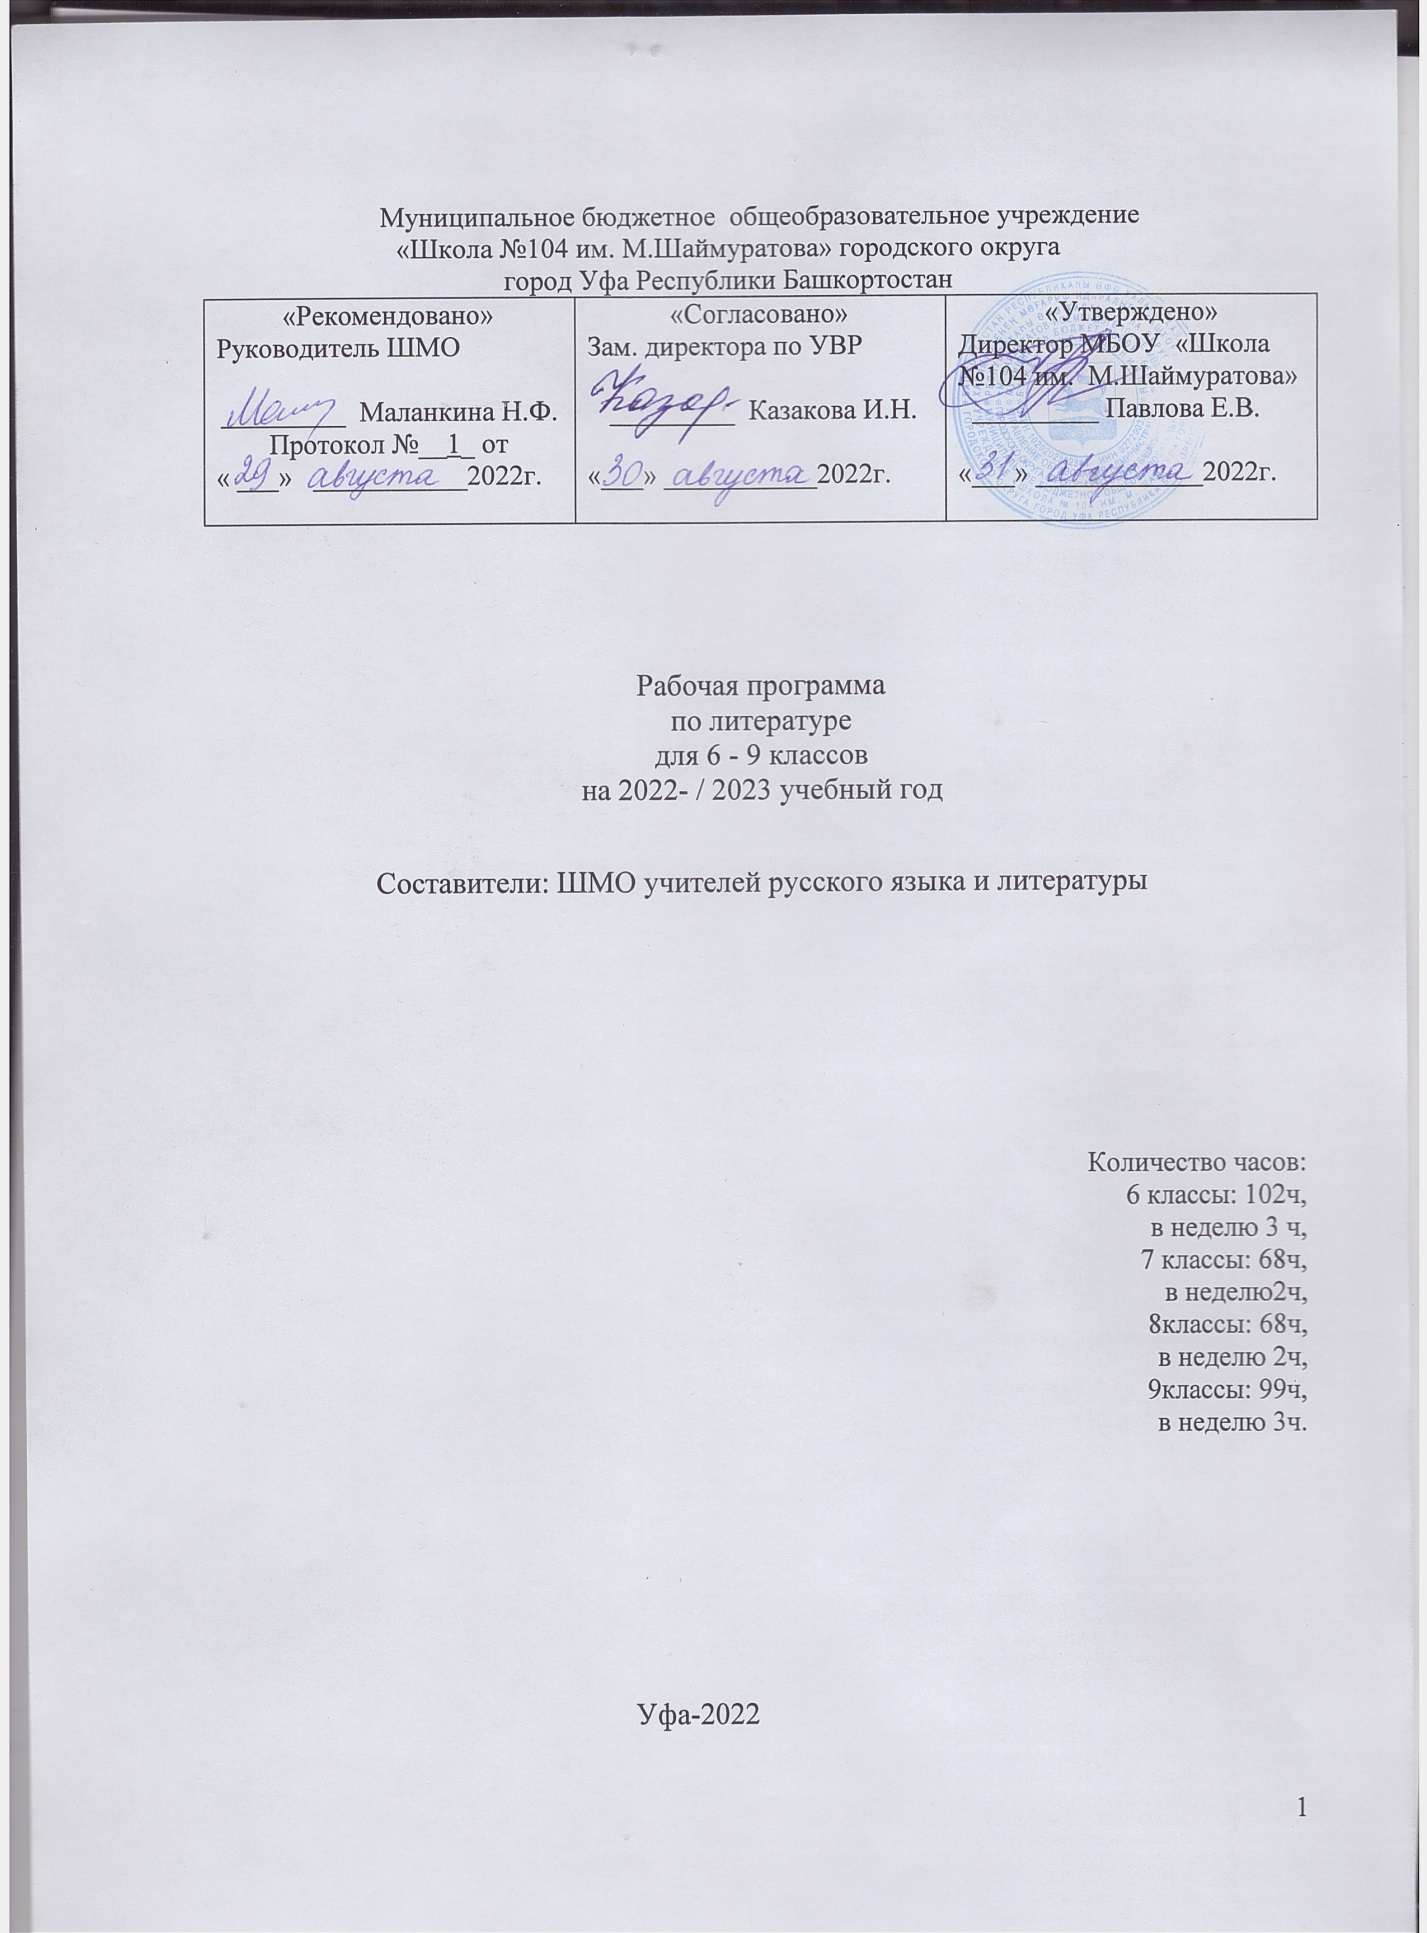 Муниципальное бюджетное  общеобразовательное учреждение
«Школа №104 им. М.Шаймуратова» городского округа
город Уфа Республики Башкортостан
«Рекомендовано»
Руководитель ШМО
Маланкина Н.Ф.
Протокол №__1_ от
«29» августа 2022г.
«Согласовано»
Зам. директора по УВР
Казакова И.Н.
«30» августа 2022г.
«Утверждено»
Директор МБОУ  «Школа
№104 им.  М.Шаймуратова»
Павлова Е.В.
«31» августа 2022г.
Рабочая программа
по литературе
для 6 - 9 классов
на 2022- / 2023 учебный год
Составители: ШМО учителей русского языка и литературы
Количество часов:
6 классы: 102ч,
в неделю 3 ч,
7 классы: 68ч,
в неделю2ч,
8классы: 68ч,
в неделю 2ч,
9классы: 99ч,
в неделю 3ч.
Уфа-2022
1